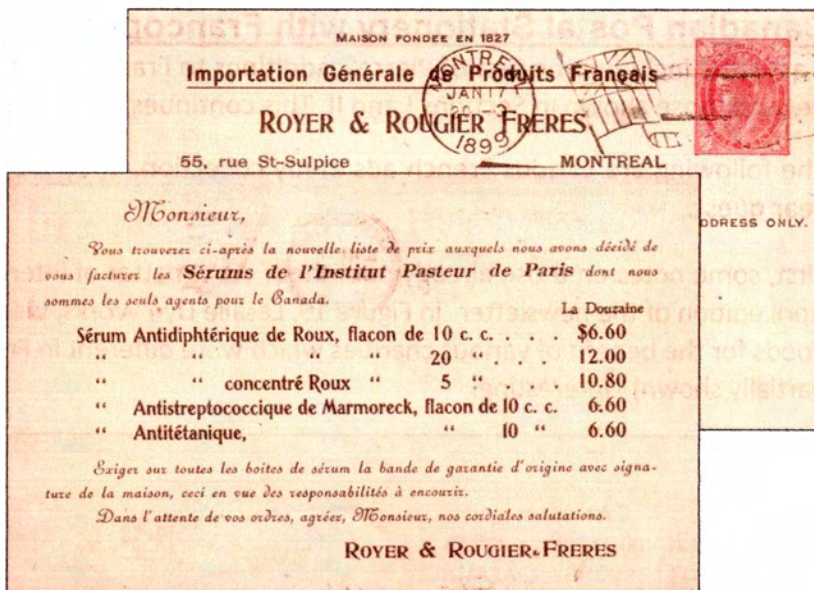 MAISON FONDEE EN 1827
Importation Générale de Produits Français
ROYER & ROUGIER FRERES
55, rue St-Sulpice
MONTREAL
MONTREAL
JAN 17
1899
DDRESS ONLY.
Monsieur,
Vous trouverez ci-après la nouvelle liste de prix auxquels nous avons décidé de
vous facturer les Sérums de l'Institut Pasteur de Paris dont nous
sommes les seuls agents pour le Canada.
La Douzaine
Sérum Antidiphtérique de Roux, flacon de 10 c. c. . . . . $6.60
“ “ “ 20 “ . . . . 12.00
“ “ concentré Roux “ 5 “ . . . . 10.80
“ Antistreptococcique de Marmoreck, flacon de 10 c. c. 6.60
“ Antitétanique, “ 10 “ 6.60
Exiger sur toutes les boites de sérum la bande de garantie d'origine avec signa-
ture de la maison, ceci en vue des responsabilités à encourir.
Dans l'attente de vos ordres, agréer, Monsieur, nos cordiales salutations.
ROYER & ROUGIER FRERES